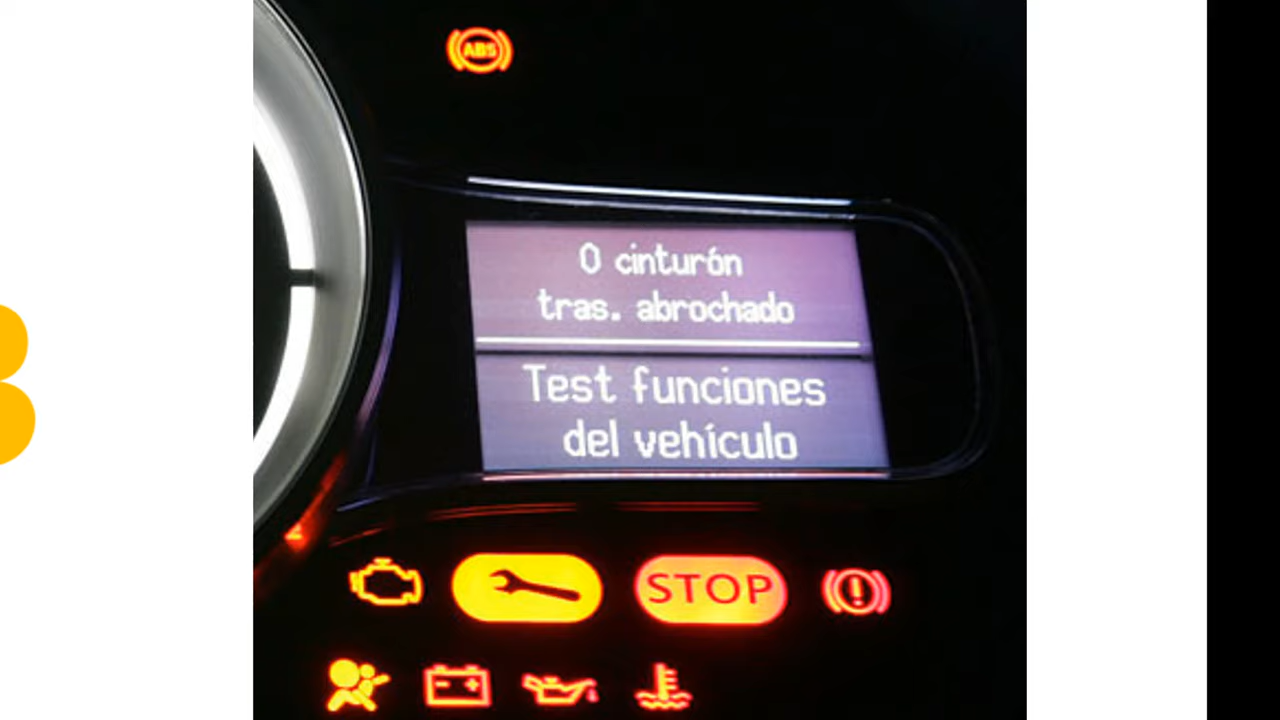 ABS
0 cinturón
tras. abrochado
Test funciones
del vehículo
STOP